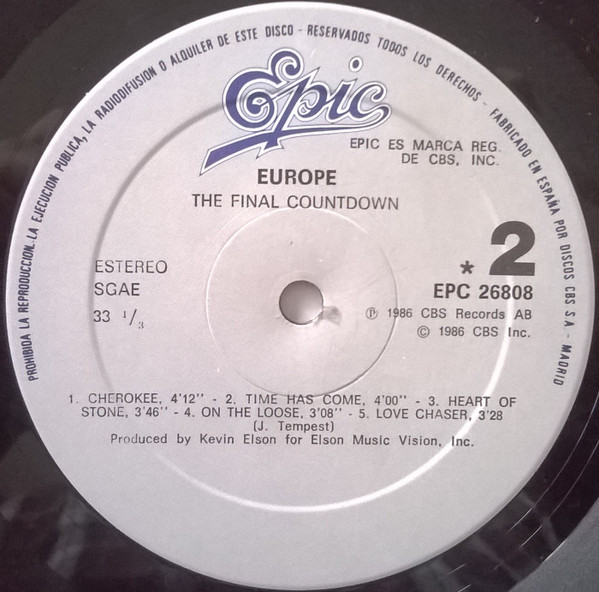 PROHIBIDA LA REPRODUCCION. LA EJECUCION PUBLICA, LA RADIODIFUSION O ALQUILER DE ESTE DISCO - RESERVADOS TODOS LOS DERECHOS - FABRICADO EN ESPAÑA POR DISCOS CBS S.A. - MADRID
Epic
EPIC ES MARCA REG.
DE CBS, INC.
EUROPE
THE FINAL COUNTDOWN
* 2
ESTEREO
SGAE
33 1/3
EPC 26808
℗ 1986 CBS Records AB
© 1986 CBS Inc.
1. CHEROKEE, 4'12" - 2. TIME HAS COME, 4'00" - 3. HEART OF
STONE, 3'46" - 4. ON THE LOOSE, 3'08" - 5. LOVE CHASER, 3'28
(J. Tempest)
Produced by Kevin Elson for Elson Music Vision, Inc.